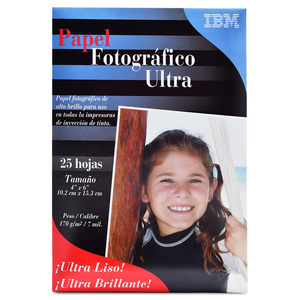 IBM
Papel
Fotográfico
Ultra
Papel fotográfico de
alto brillo para uso
en todas la impresoras
de inyección de tinta.
25 hojas
Tamaño
4" x 6"
10.2 cm x 15.3 cm
Peso / Calibre
170 g/m² / 7 mil.
¡Ultra Liso!
¡Ultra Brillante!